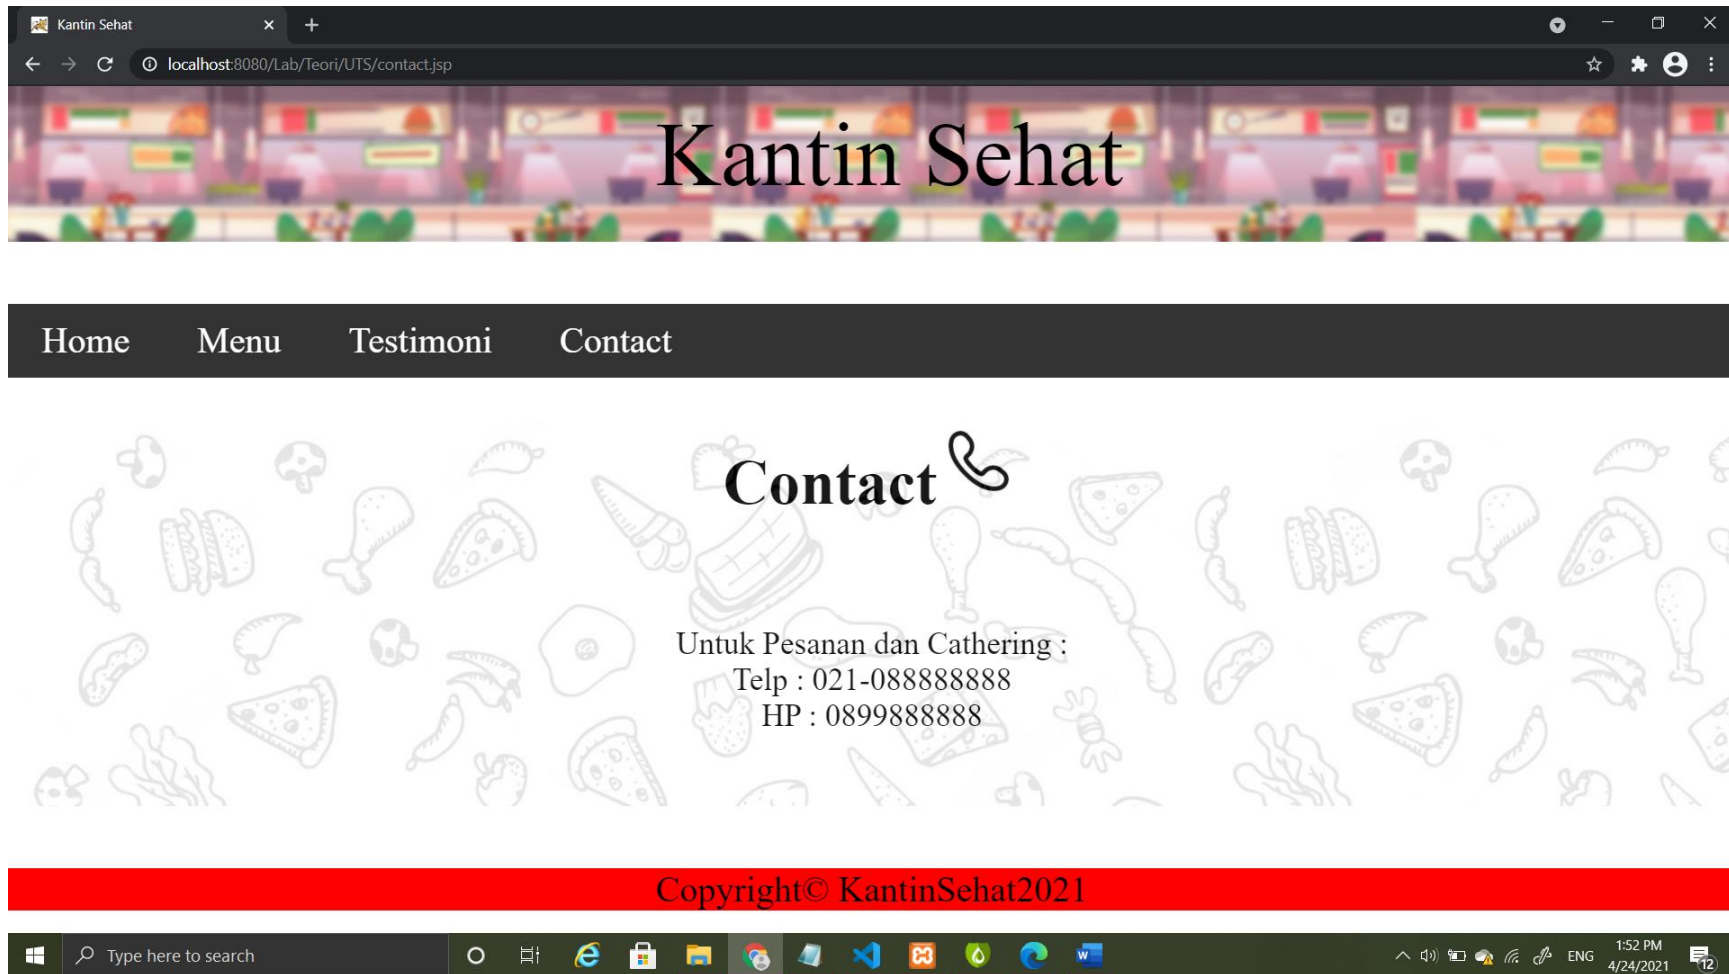 Kantin Sehat
localhost:8080/Lab/Teori/UTS/contact.jsp
Kantin Sehat
Home Menu Testimoni Contact
Contact
Untuk Pesanan dan Cathering :
Telp : 021-088888888
HP : 0899888888
Copyright© KantinSehat2021
Type here to search
ENG
1:52 PM
4/24/2021
12